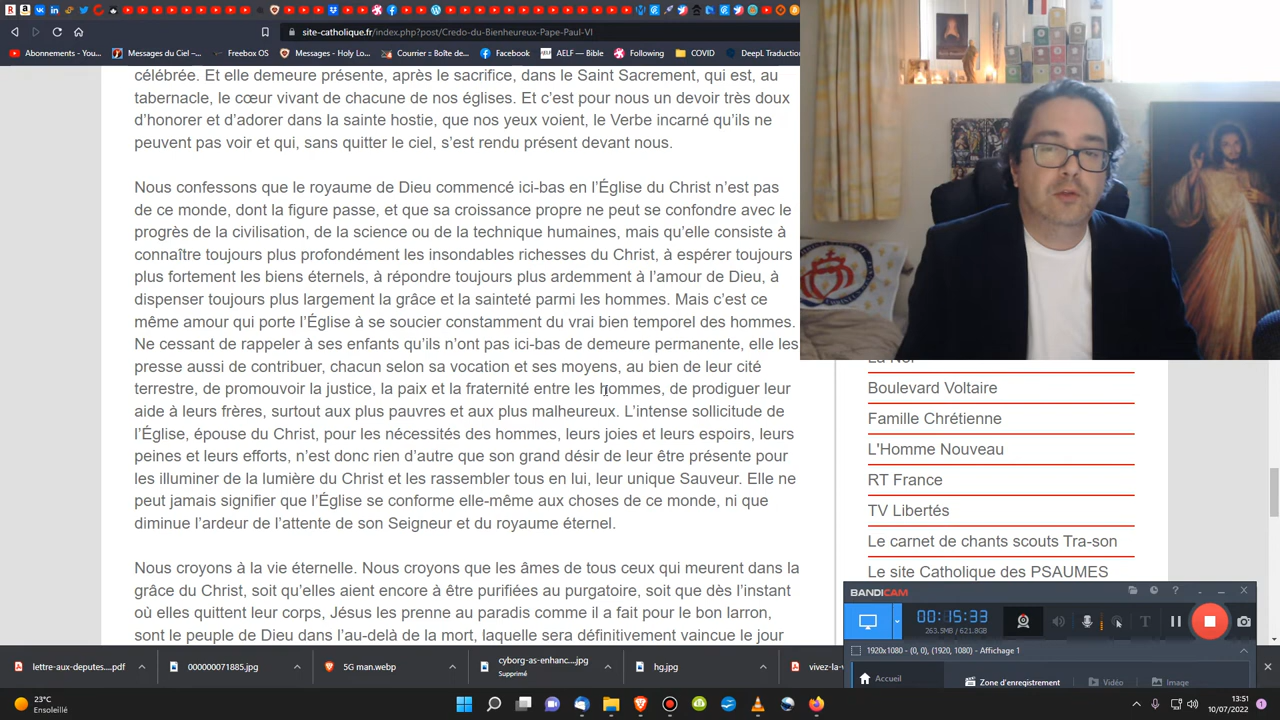 site-catholique.fr/index.php?post/Credo-du-Bienheureux-Pape-Paul-VI
Abonnements — You...
Messages du Ciel –...
Freebox OS
Messages - Holy Lo...
Courrier :: Boîte de...
Facebook
AELF — Bible
Following
COVID
DeepL Traduction
célébrée. Et elle demeure présente, après le sacrifice, dans le Saint Sacrement, qui est, au
tabernacle, le cœur vivant de chacune de nos églises. Et c’est pour nous un devoir très doux
d’honorer et d’adorer dans la sainte hostie, que nos yeux voient, le Verbe incarné qu’ils ne
peuvent pas voir et qui, sans quitter le ciel, s’est rendu présent devant nous.
Nous confessons que le royaume de Dieu commencé ici-bas en l’Église du Christ n’est pas
de ce monde, dont la figure passe, et que sa croissance propre ne peut se confondre avec le
progrès de la civilisation, de la science ou de la technique humaines, mais qu’elle consiste à
connaître toujours plus profondément les insondables richesses du Christ, à espérer toujours
plus fortement les biens éternels, à répondre toujours plus ardemment à l’amour de Dieu, à
dispenser toujours plus largement la grâce et la sainteté parmi les hommes. Mais c’est ce
même amour qui porte l’Église à se soucier constamment du vrai bien temporel des hommes.
Ne cessant de rappeler à ses enfants qu’ils n’ont pas ici-bas de demeure permanente, elle les
presse aussi de contribuer, chacun selon sa vocation et ses moyens, au bien de leur cité
terrestre, de promouvoir la justice, la paix et la fraternité entre les hommes, de prodiguer leur
aide à leurs frères, surtout aux plus pauvres et aux plus malheureux. L’intense sollicitude de
l’Église, épouse du Christ, pour les nécessités des hommes, leurs joies et leurs espoirs, leurs
peines et leurs efforts, n’est donc rien d’autre que son grand désir de leur être présente pour
les illuminer de la lumière du Christ et les rassembler tous en lui, leur unique Sauveur. Elle ne
peut jamais signifier que l’Église se conforme elle-même aux choses de ce monde, ni que
diminue l’ardeur de l’attente de son Seigneur et du royaume éternel.
Nous croyons à la vie éternelle. Nous croyons que les âmes de tous ceux qui meurent dans la
grâce du Christ, soit qu’elles aient encore à être purifiées au purgatoire, soit que dès l’instant
où elles quittent leur corps, Jésus les prenne au paradis comme il a fait pour le bon larron,
sont le peuple de Dieu dans l’au-delà de la mort, laquelle sera définitivement vaincue le jour
Boulevard Voltaire
Famille Chrétienne
L'Homme Nouveau
RT France
TV Libertés
Le carnet de chants scouts Tra-son
Le site Catholique des PSAUMES
BANDICAM
00:15:33
263.5MB / 621.8GB
1920x1080 - (0, 0), (1920, 1080) - Affichage 1
Accueil
Zone d'enregistrement
Vidéo
Image
lettre-aux-deputes....pdf
000000071885.jpg
5G man.webp
cyborg-as-enhanc....jpg
Supprimé
hg.jpg
23°C
Ensoleillé
13:51
10/07/2022